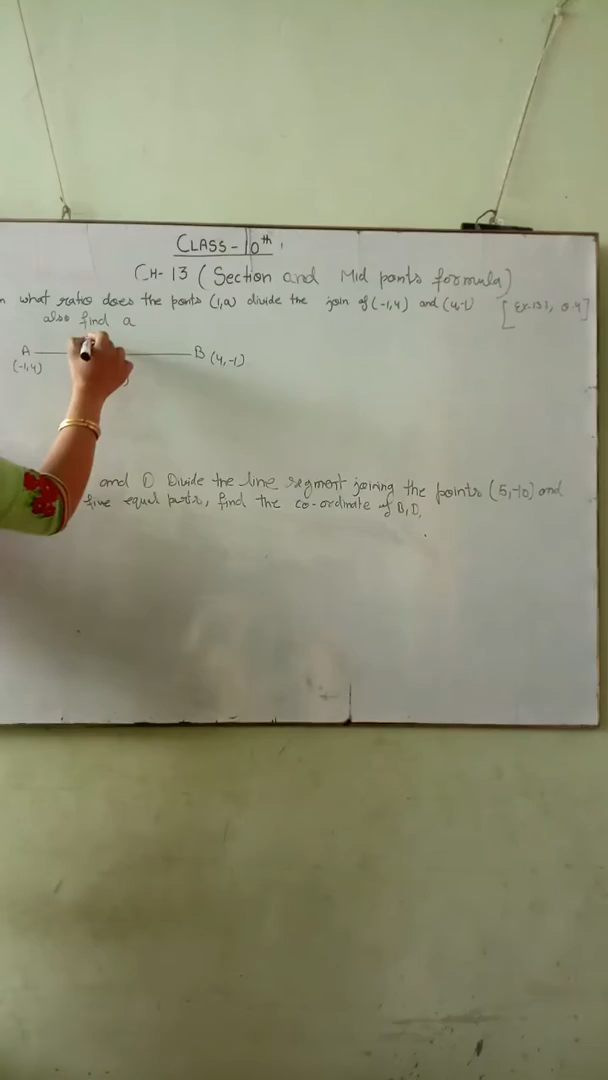 CLASS-10th
CH-13 (Section and Mid ponts formula)
what ratio does the ponts (1,a) divide the join of (-1,4) and (4,-1) [Ex-13.1, Q.4]
also find a
A B (4,-1)
(-1,4)
and D Divide the line segment joining the points (5,-10) and
five equal parts, find the co-ordinate of B,D.